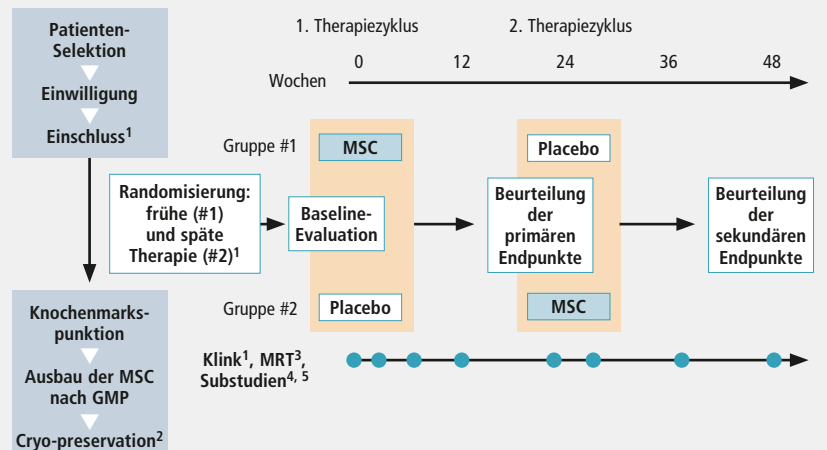 Patienten-
Selektion
Einwilligung
Einschluss¹
Knochenmarks-
punktion
Ausbau der MSC
nach GMP
Cryo-preservation²
1. Therapiezyklus
2. Therapiezyklus
Wochen
0 12 24 36 48
Gruppe #1
MSC
Placebo
Randomisierung:
frühe (#1)
und späte
Therapie (#2)¹
Baseline-
Evaluation
Beurteilung
der
primären
Endpunkte
Beurteilung
der
sekundären
Endpunkte
Gruppe #2
Placebo
MSC
Klink¹, MRT³,
Substudien⁴, ⁵